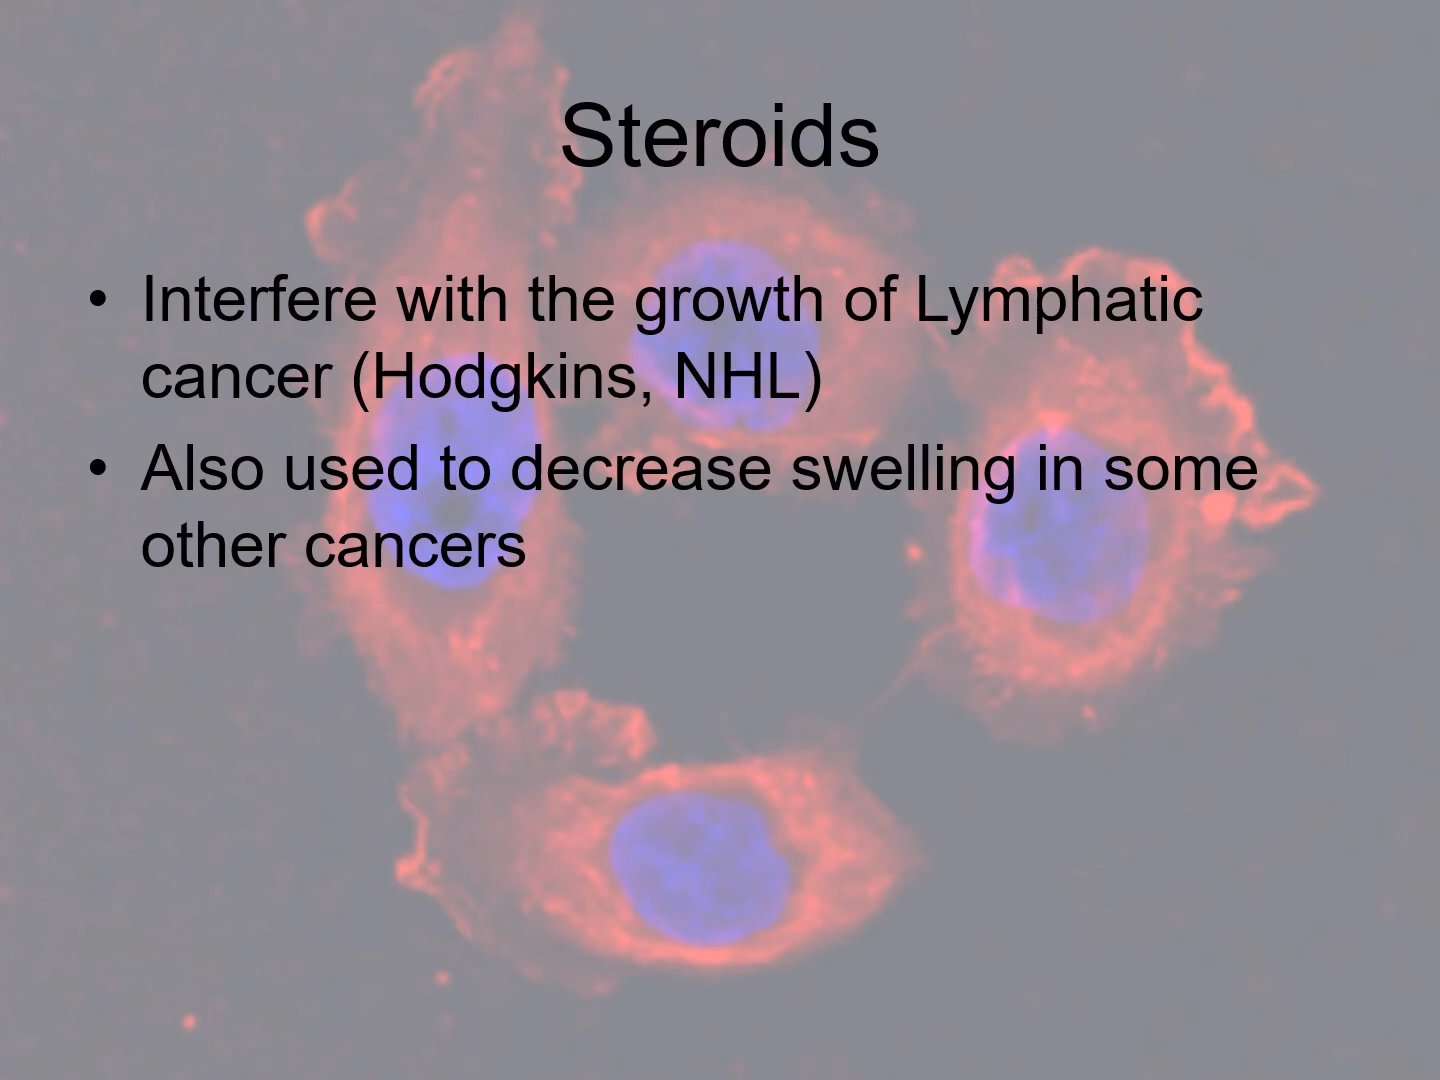 Steroids
• Interfere with the growth of Lymphatic
cancer (Hodgkins, NHL)
• Also used to decrease swelling in some
other cancers